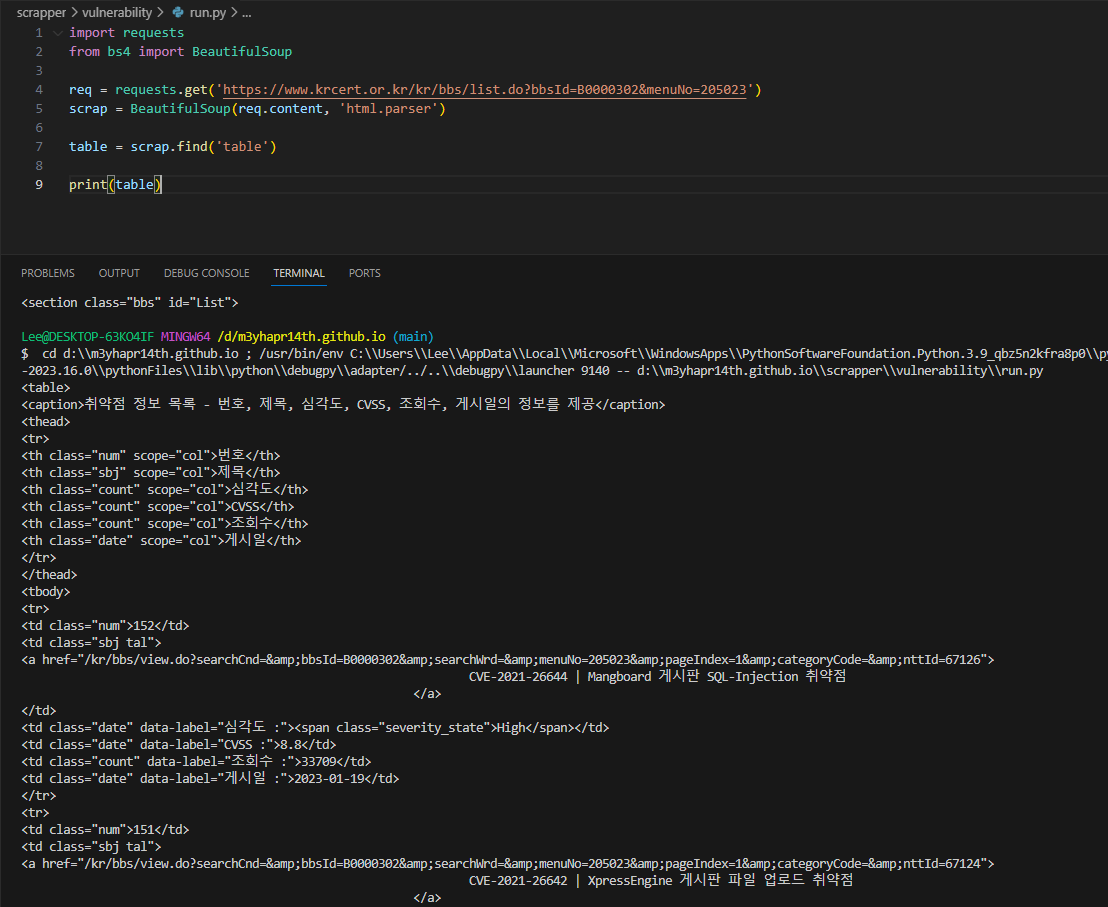 scrapper > vulnerability > run.py > ...
1 import requests
2 from bs4 import BeautifulSoup
3
4 req = requests.get('https://www.krcert.or.kr/kr/bbs/list.do?bbsId=B0000302&menuNo=205023')
5 scrap = BeautifulSoup(req.content, 'html.parser')
6
7 table = scrap.find('table')
8
9 print(table)
PROBLEMS OUTPUT DEBUG CONSOLE TERMINAL PORTS
<section class="bbs" id="List">
Lee@DESKTOP-63KO4IF MINGW64 /d/m3yhapr14th.github.io (main)
$ cd d:\\m3yhapr14th.github.io ; /usr/bin/env C:\\Users\\Lee\\AppData\\Local\\Microsoft\\WindowsApps\\PythonSoftwareFoundation.Python.3.9_qbz5n2kfra8p0\\py
-2023.16.0\\pythonFiles\\lib\\python\\debugpy\\adapter/../..\\debugpy\\launcher 9140 -- d:\\m3yhapr14th.github.io\\scrapper\\vulnerability\\run.py
<table>
<caption>취약점 정보 목록 - 번호, 제목, 심각도, CVSS, 조회수, 게시일의 정보를 제공</caption>
<thead>
<tr>
<th class="num" scope="col">번호</th>
<th class="sbj" scope="col">제목</th>
<th class="count" scope="col">심각도</th>
<th class="count" scope="col">CVSS</th>
<th class="count" scope="col">조회수</th>
<th class="date" scope="col">게시일</th>
</tr>
</thead>
<tbody>
<tr>
<td class="num">152</td>
<td class="sbj tal">
<a href="/kr/bbs/view.do?searchCnd=&amp;bbsId=B0000302&amp;searchWrd=&amp;menuNo=205023&amp;pageIndex=1&amp;categoryCode=&amp;nttId=67126">
CVE-2021-26644 | Mangboard 게시판 SQL-Injection 취약점
</a>
</td>
<td class="date" data-label="심각도 :"><span class="severity_state">High</span></td>
<td class="date" data-label="CVSS :">8.8</td>
<td class="count" data-label="조회수 :">33709</td>
<td class="date" data-label="게시일 :">2023-01-19</td>
</tr>
<tr>
<td class="num">151</td>
<td class="sbj tal">
<a href="/kr/bbs/view.do?searchCnd=&amp;bbsId=B0000302&amp;searchWrd=&amp;menuNo=205023&amp;pageIndex=1&amp;categoryCode=&amp;nttId=67124">
CVE-2021-26642 | XpressEngine 게시판 파일 업로드 취약점
</a>